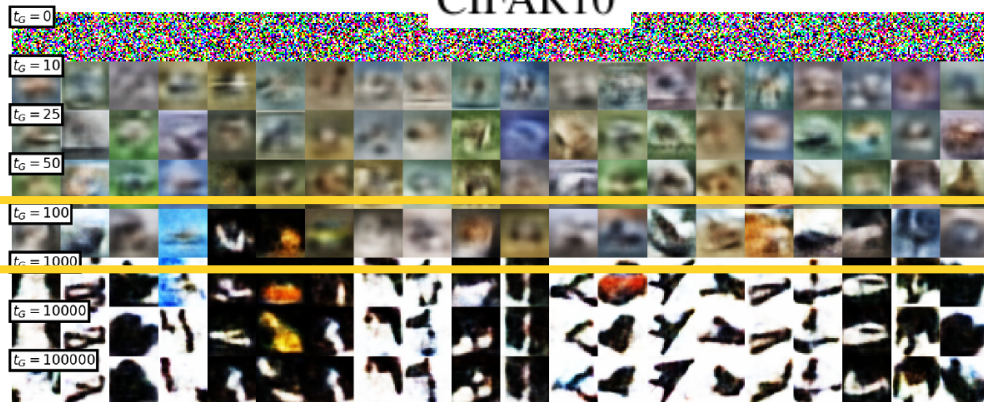 CIFAR10
t_G = 0
t_G = 10
t_G = 25
t_G = 50
t_G = 100
t_G = 1000
t_G = 10000
t_G = 100000